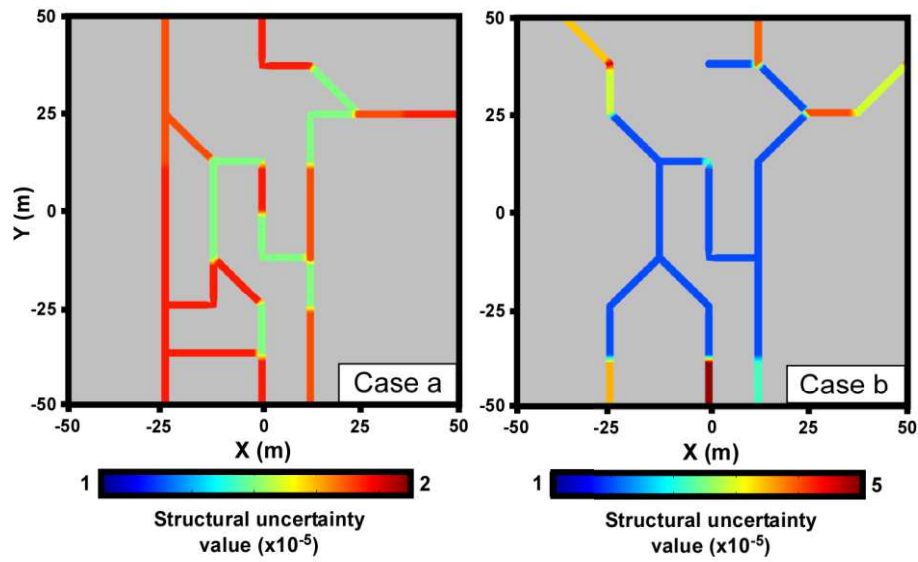 50
25
0
-25
-50
Y (m)
Case a
-50 -25 0 25 50
X (m)
1 2
Structural uncertainty
value (x10⁻⁵)
50
25
0
-25
-50
Case b
-50 -25 0 25 50
X (m)
1 5
Structural uncertainty
value (x10⁻⁵)